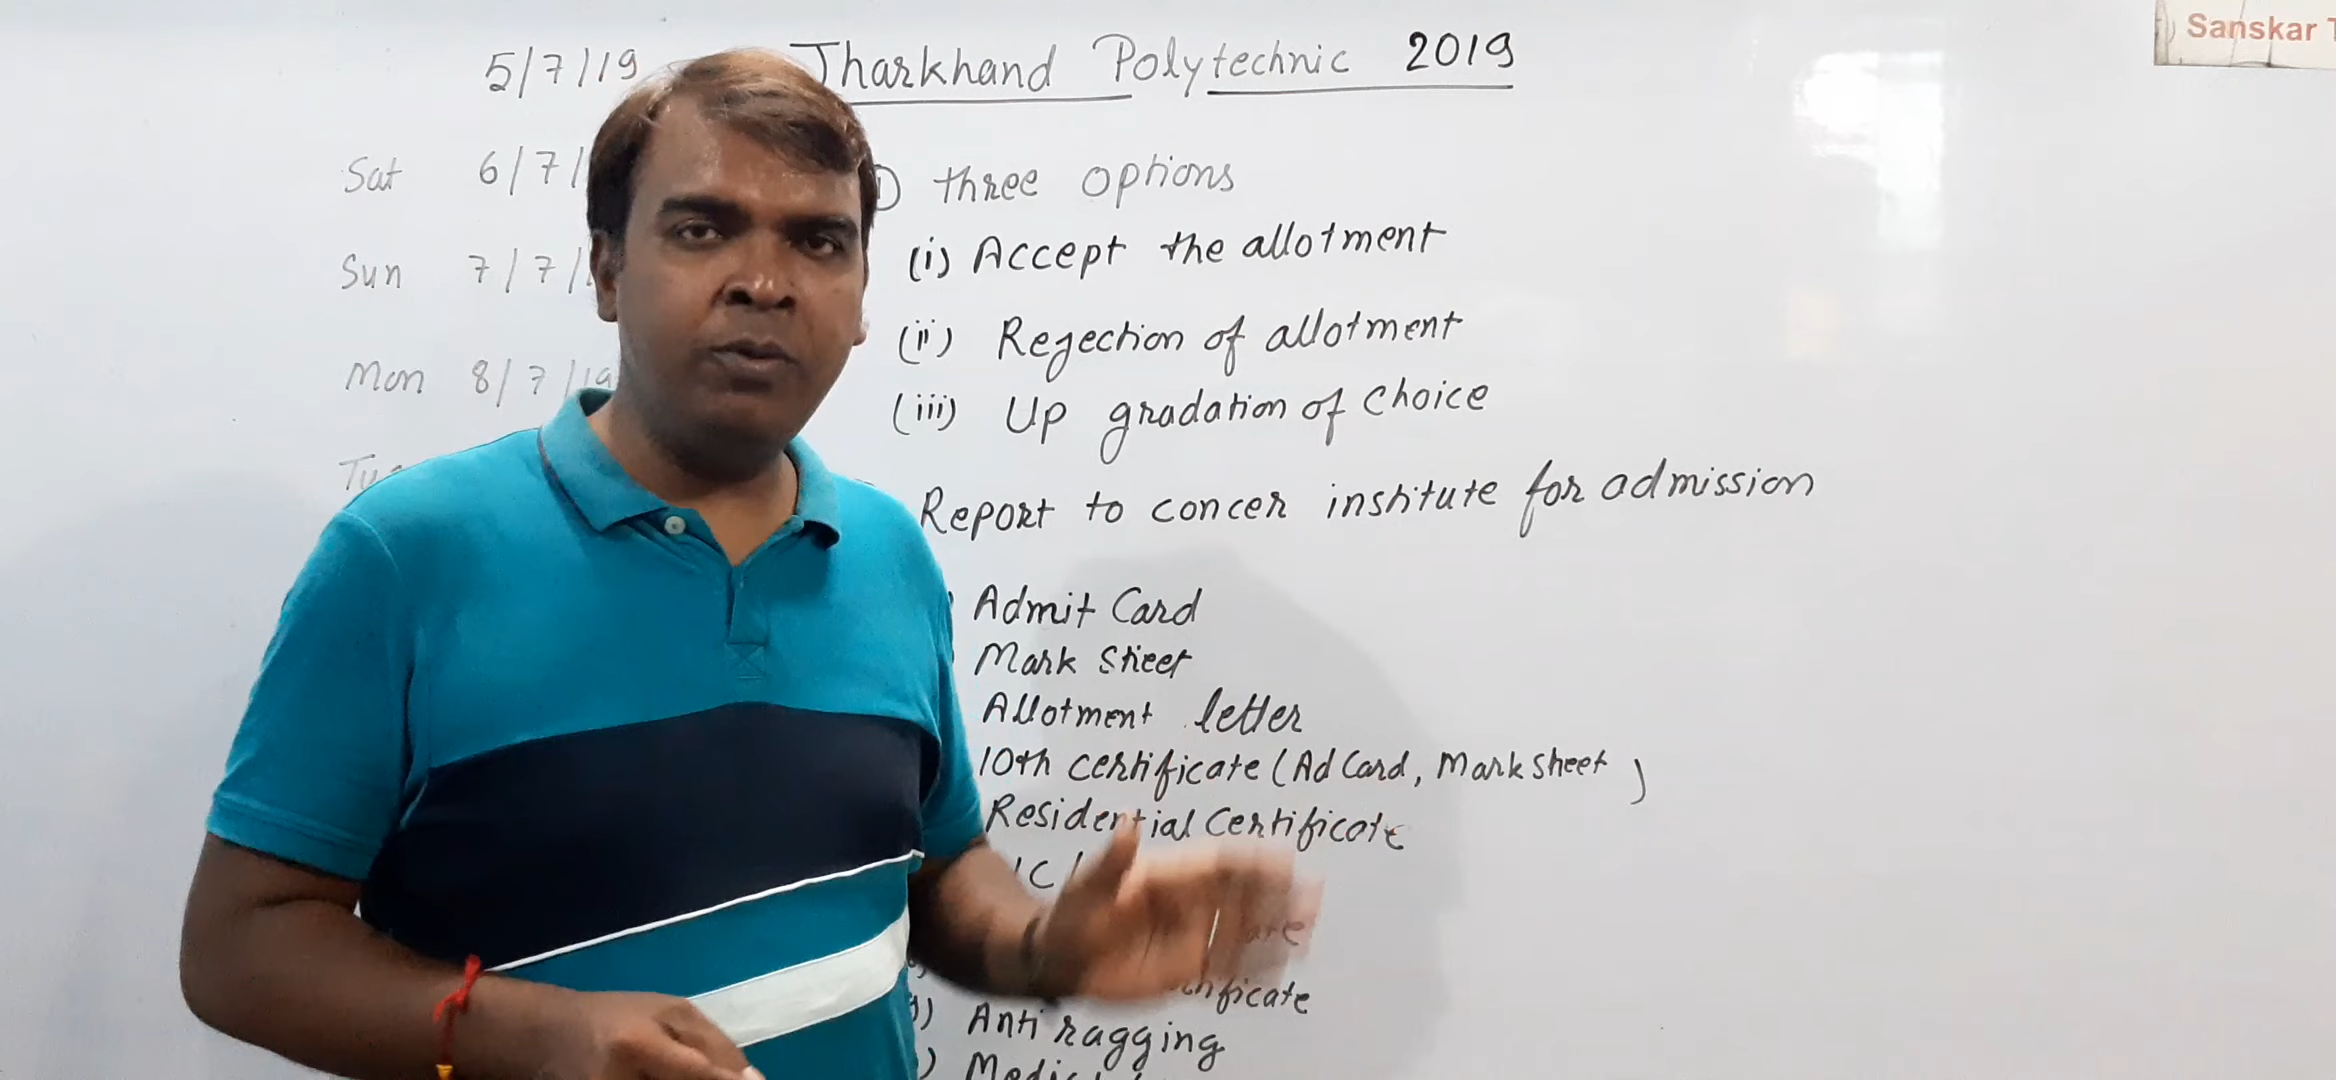 Sanskar
5/7/19 Jharkhand Polytechnic 2019
Sat 6/7/
Sun 7/7/
Mon 8/7/19
three options
(i) Accept the allotment
(ii) Rejection of allotment
(iii) Up gradation of Choice
Report to concer institute for admission
Admit Card
Mark Sheet
Allotment letter
10th certificate (Ad Card, Mark Sheet )
Residential Certificate
Anti ragging